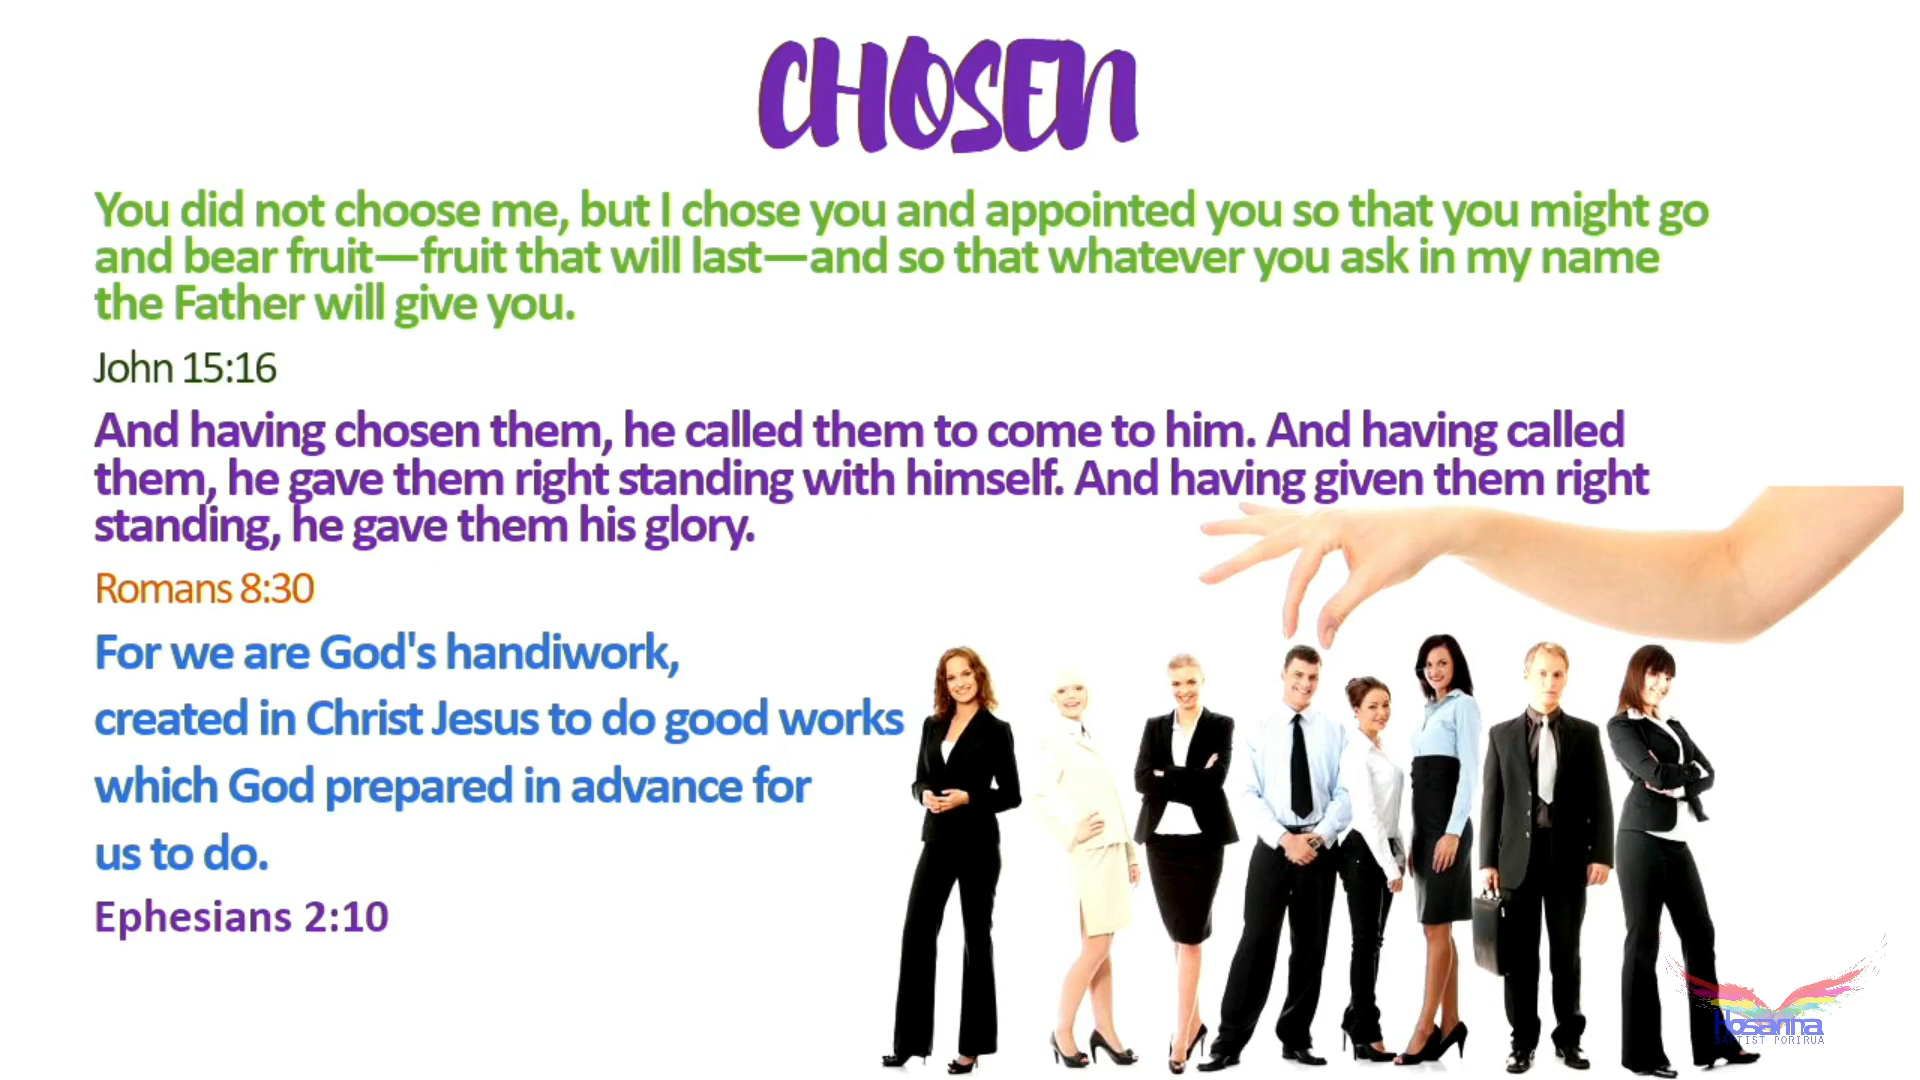 CHOSEN
You did not choose me, but I chose you and appointed you so that you might go
and bear fruit—fruit that will last—and so that whatever you ask in my name
the Father will give you.
John 15:16
And having chosen them, he called them to come to him. And having called
them, he gave them right standing with himself. And having given them right
standing, he gave them his glory.
Romans 8:30
For we are God's handiwork,
created in Christ Jesus to do good works
which God prepared in advance for
us to do.
Ephesians 2:10
Hosanna
BAPTIST PORIRUA